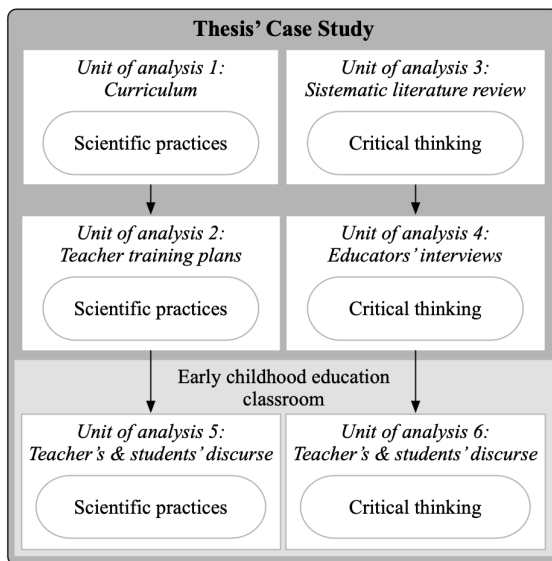 Thesis' Case Study
Unit of analysis 1:
Curriculum
Scientific practices
Unit of analysis 3:
Sistematic literature review
Critical thinking
Unit of analysis 2:
Teacher training plans
Scientific practices
Unit of analysis 4:
Educators' interviews
Critical thinking
Early childhood education
classroom
Unit of analysis 5:
Teacher's & students' discurse
Scientific practices
Unit of analysis 6:
Teacher's & students' discurse
Critical thinking